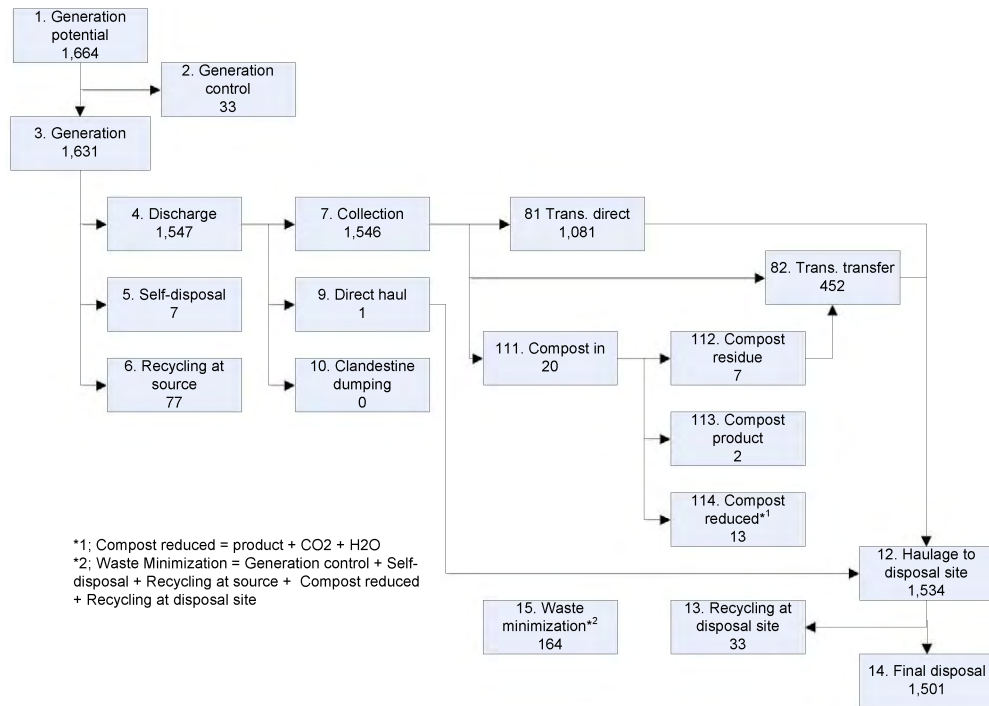 1. Generation
potential
1,664
2. Generation
control
33
3. Generation
1,631
4. Discharge
1,547
7. Collection
1,546
81 Trans. direct
1,081
82. Trans. transfer
452
5. Self-disposal
7
9. Direct haul
1
111. Compost in
20
112. Compost
residue
7
6. Recycling at
source
77
10. Clandestine
dumping
0
113. Compost
product
2
114. Compost
reduced*1
13
*1; Compost reduced = product + CO2 + H2O
*2; Waste Minimization = Generation control + Self-
disposal + Recycling at source + Compost reduced
+ Recycling at disposal site
12. Haulage to
disposal site
1,534
15. Waste
minimization*2
164
13. Recycling at
disposal site
33
14. Final disposal
1,501